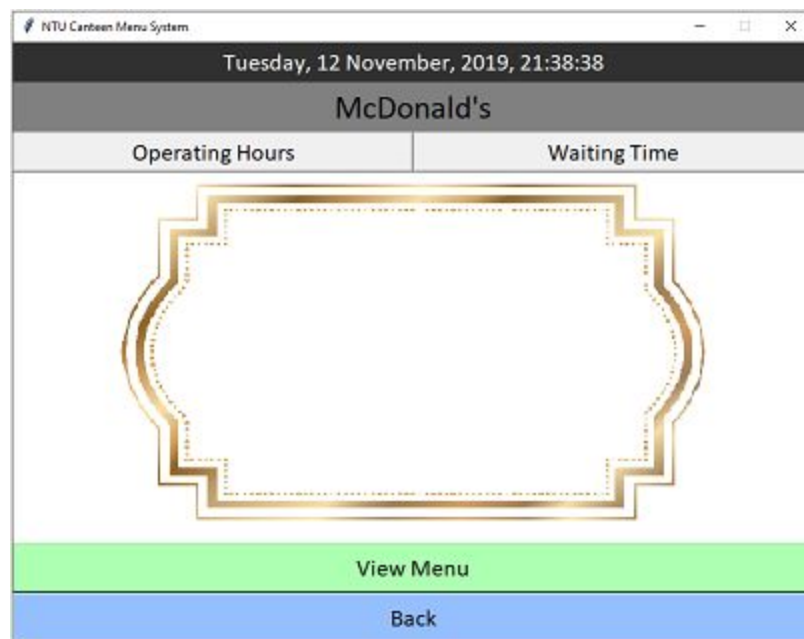 NTU Canteen Menu System
Tuesday, 12 November, 2019, 21:38:38
McDonald's
Operating Hours Waiting Time
View Menu
Back